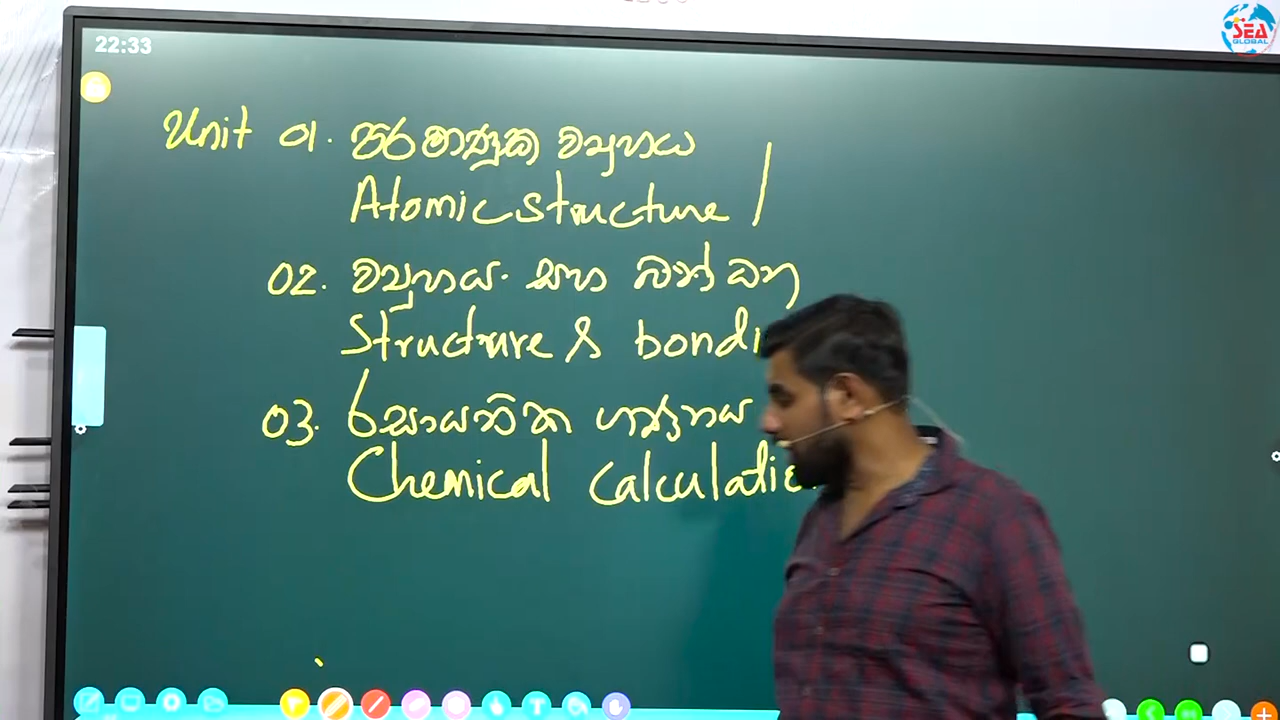 22:33
SEA
GLOBAL
Unit 01. පරමාණුක ව්‍යුහය
Atomic structure /
02. ව්‍යුහය. සහ බන්ධන
Structure & bondi
03. රසායනික ගණනය
Chemical calculatio